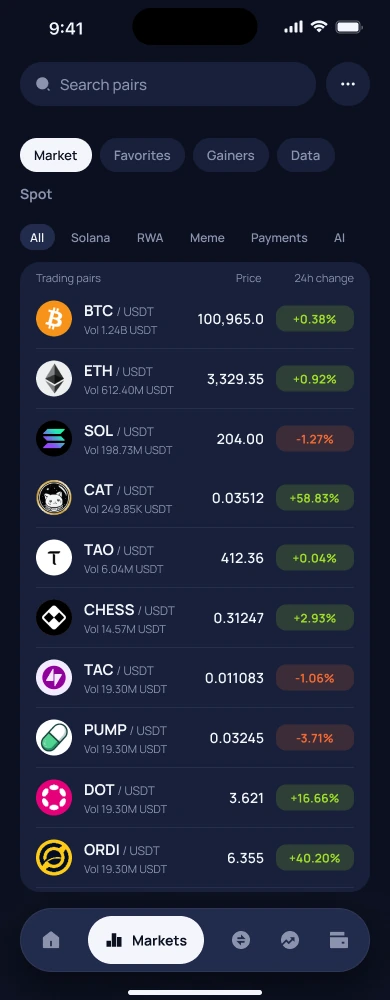 9:41
Search pairs
Market Favorites Gainers Data
Spot
All Solana RWA Meme Payments AI
Trading pairs Price 24h change
BTC / USDT 100,965.0 +0.38%
Vol 1.24B USDT
ETH / USDT 3,329.35 +0.92%
Vol 612.40M USDT
SOL / USDT 204.00 -1.27%
Vol 198.73M USDT
CAT / USDT 0.03512 +58.83%
Vol 249.85K USDT
TAO / USDT 412.36 +0.04%
Vol 6.04M USDT
CHESS / USDT 0.31247 +2.93%
Vol 14.57M USDT
TAC / USDT 0.011083 -1.06%
Vol 19.30M USDT
PUMP / USDT 0.03245 -3.71%
Vol 19.30M USDT
DOT / USDT 3.621 +16.66%
Vol 19.30M USDT
ORDI / USDT 6.355 +40.20%
Vol 19.30M USDT
Markets